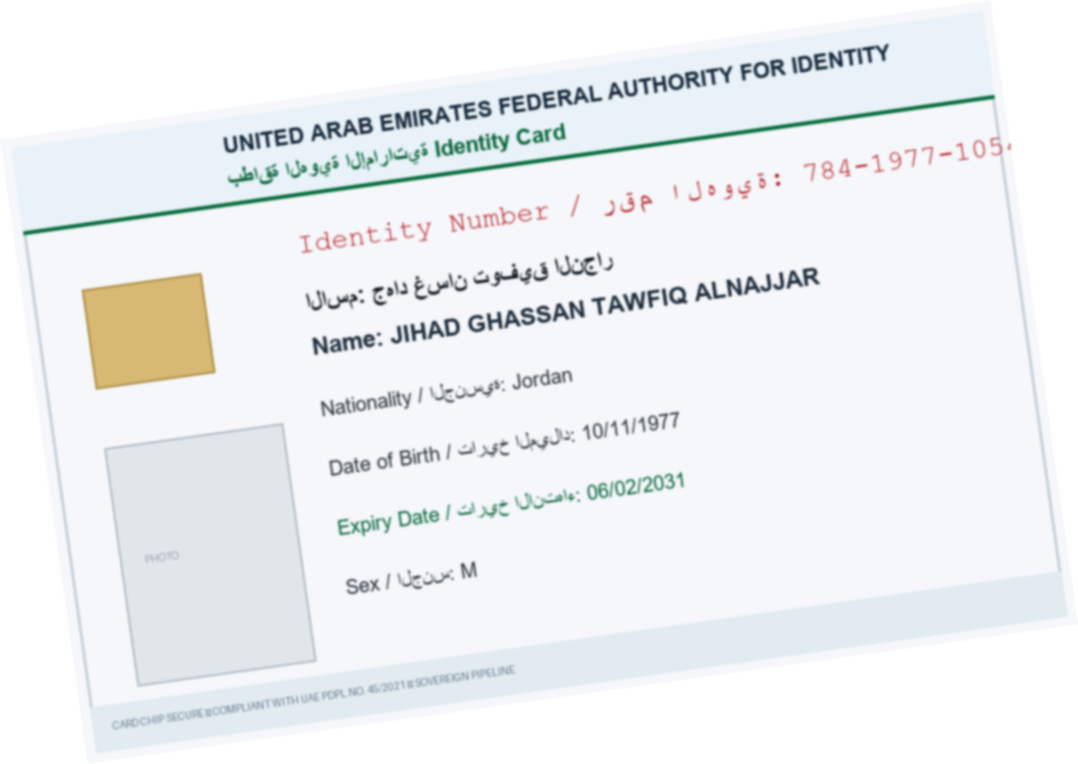 UNITED ARAB EMIRATES FEDERAL AUTHORITY FOR IDENTITY
بطاقة الهوية الإماراتية Identity Card
Identity Number / رقم الهوية: 784-1977-105
الاسم: جهاد غسان توفيق النجار
Name: JIHAD GHASSAN TAWFIQ ALNAJJAR
Nationality / الجنسية: Jordan
Date of Birth / تاريخ الميلاد: 10/11/1977
Expiry Date / تاريخ الانتهاء: 06/02/2031
Sex / الجنس: M
PHOTO
CARD CHIP SECURE COMPLIANT WITH UAE PDPL NO. 45/2021 SOVEREIGN PIPELINE